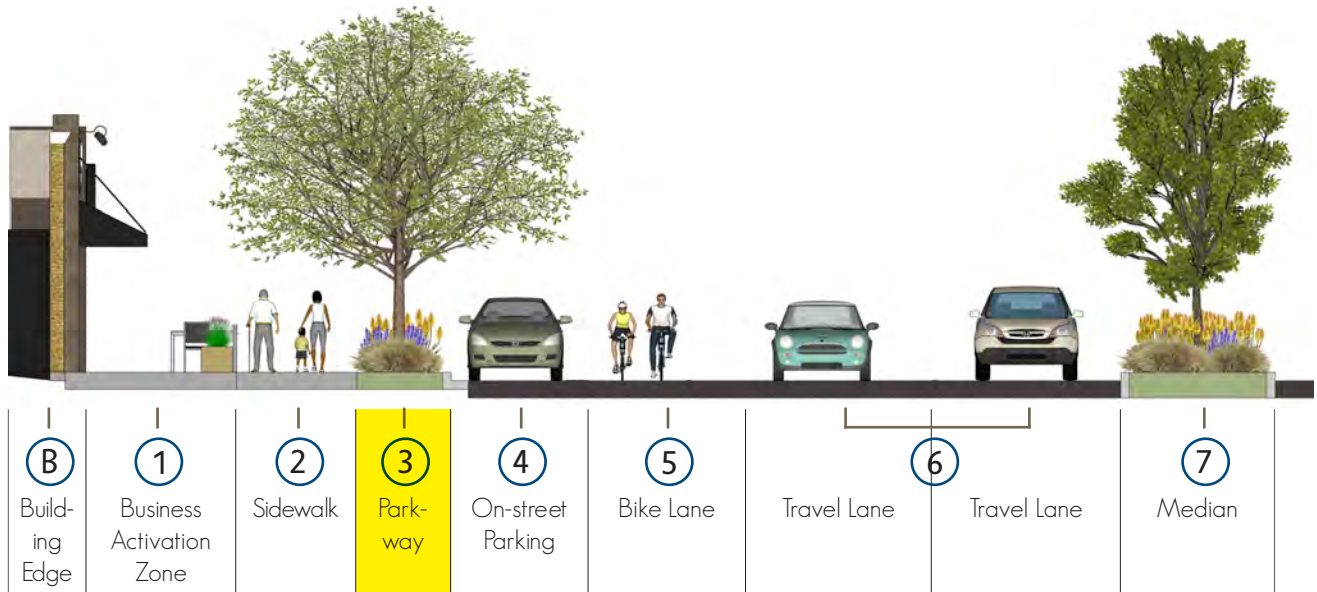 B
Build-
ing
Edge
1
Business
Activation
Zone
2
Sidewalk
3
Park-
way
4
On-street
Parking
5
Bike Lane
6
Travel Lane
Travel Lane
7
Median